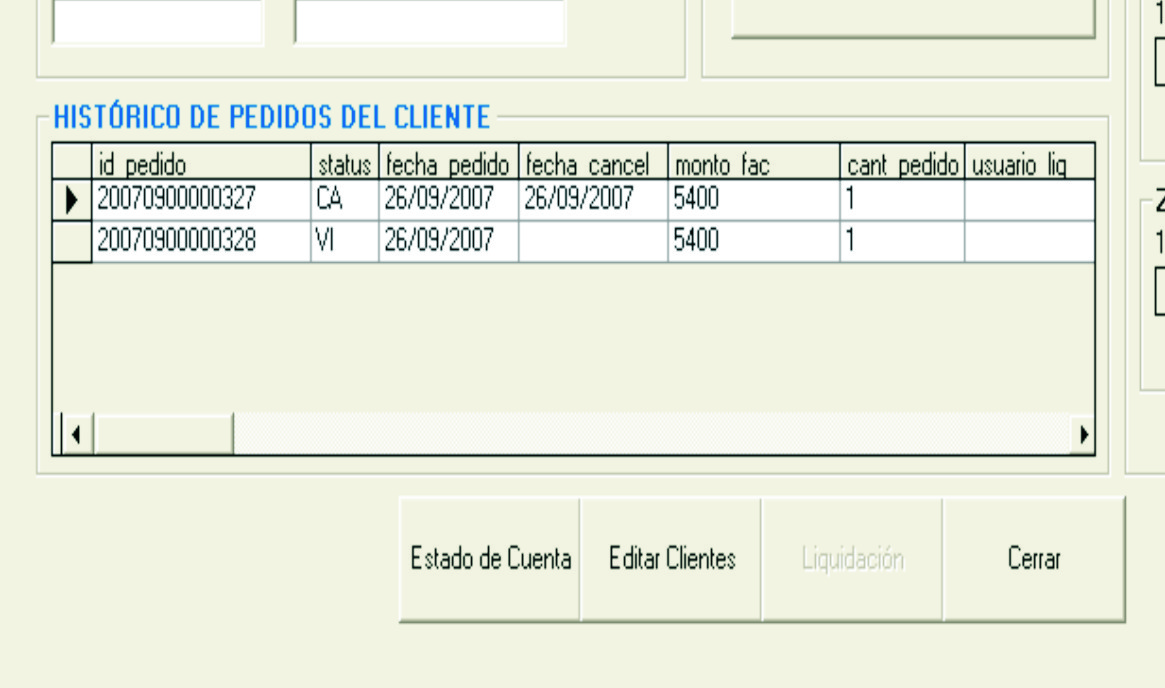 1
HISTÓRICO DE PEDIDOS DEL CLIENTE
id pedido status fecha pedido fecha cancel monto fac cant pedido usuario liq
20070900000327 CA 26/09/2007 26/09/2007 5400 1
20070900000328 VI 26/09/2007 5400 1
1
Estado de Cuenta Editar Clientes Liquidación Cerrar